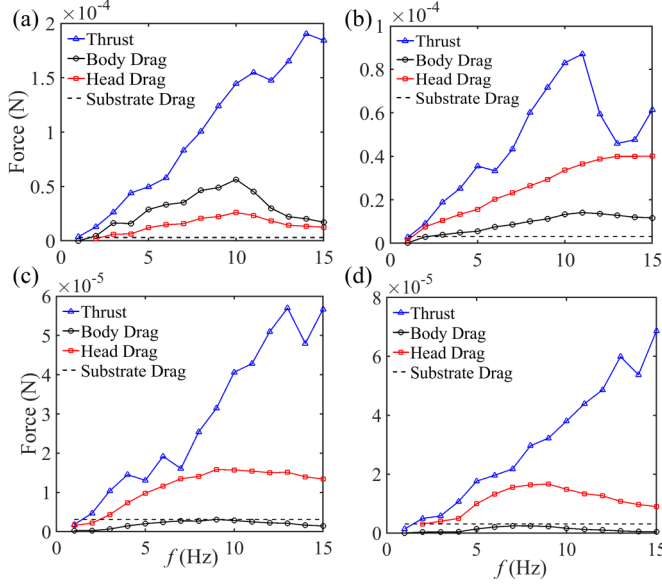 (a)
×10⁻⁴
2
1.5
1
0.5
0
0
5
10
15
Force (N)
Thrust
Body Drag
Head Drag
Substrate Drag
(b)
×10⁻⁴
1
0.8
0.6
0.4
0.2
0
0
5
10
15
Thrust
Body Drag
Head Drag
Substrate Drag
(c)
×10⁻⁵
6
5
4
3
2
1
0
0
5
10
15
Force (N)
f (Hz)
Thrust
Body Drag
Head Drag
Substrate Drag
(d)
×10⁻⁵
8
6
4
2
0
0
5
10
15
f (Hz)
Thrust
Body Drag
Head Drag
Substrate Drag